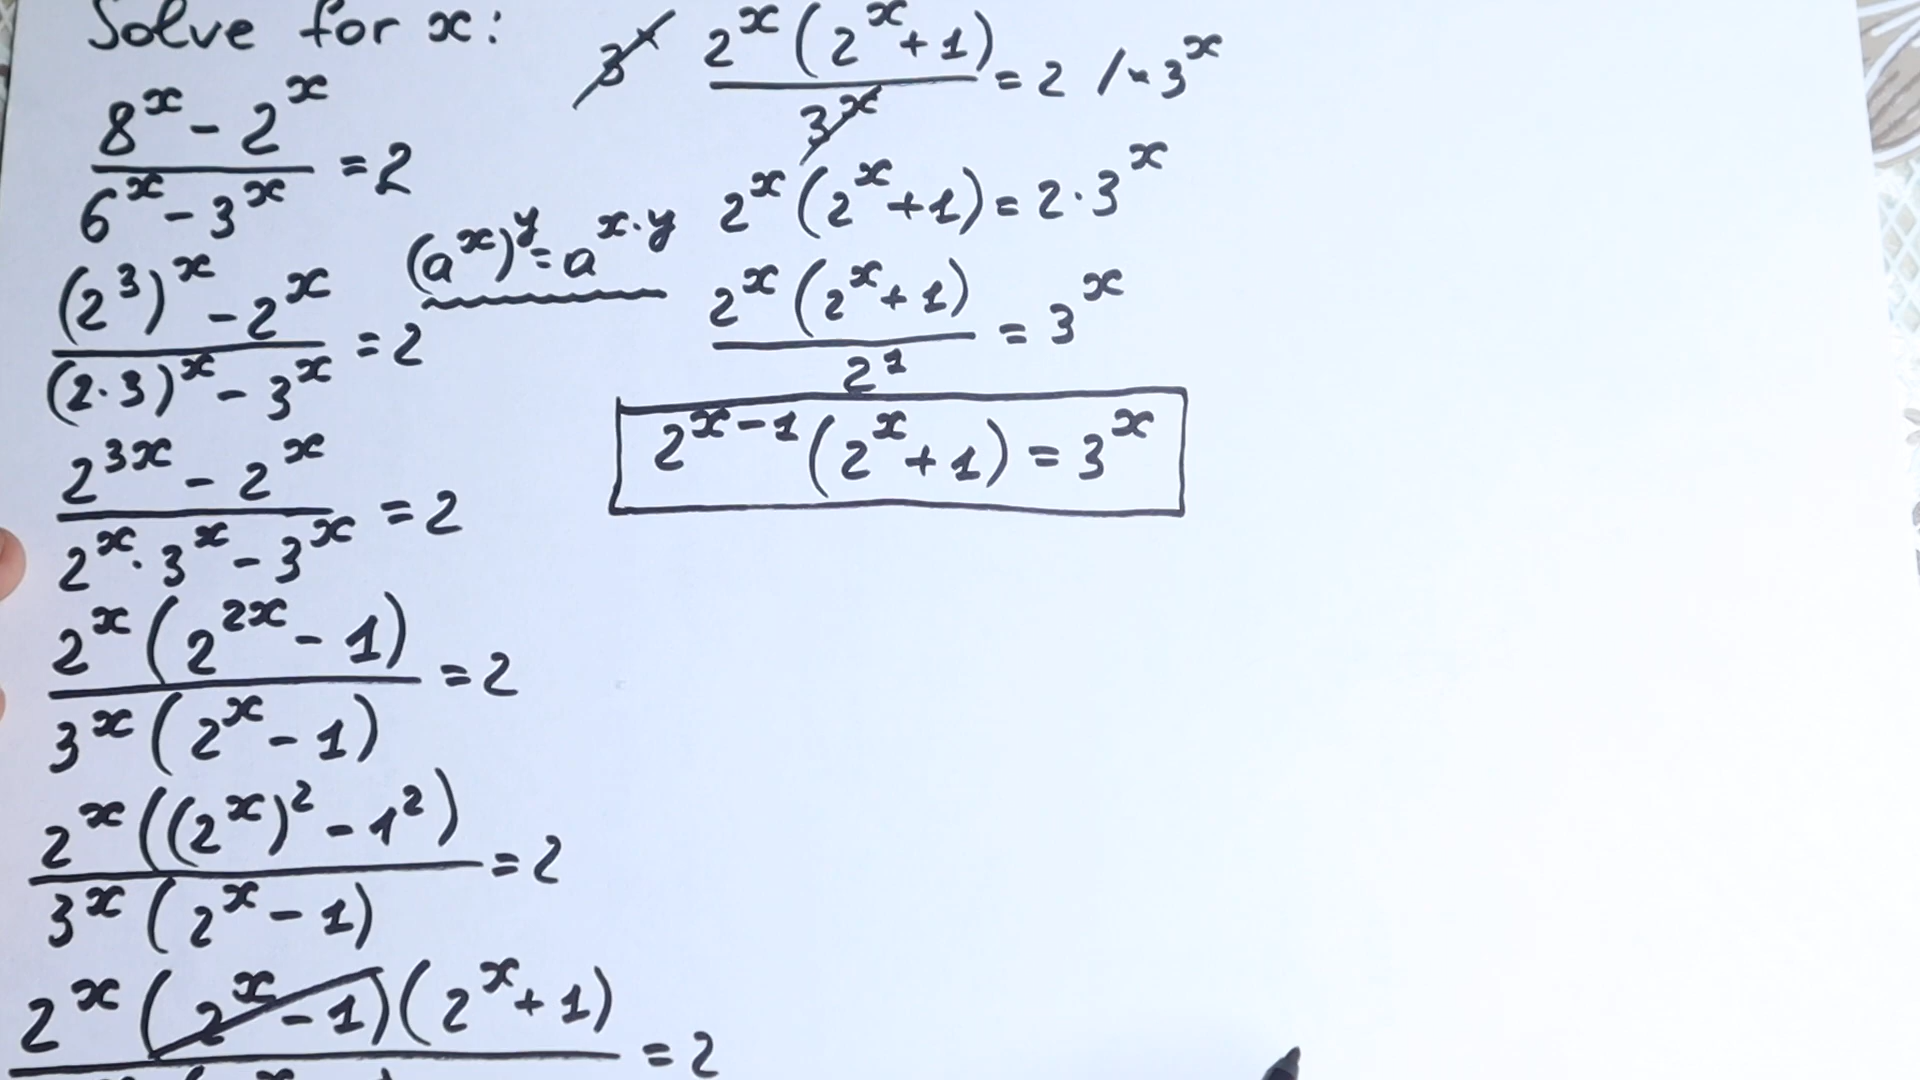 Solve for x:
(8^x - 2^x)/(6^x - 3^x) = 2
(a^x)^y = a^(x·y)
((2^3)^x - 2^x)/((2·3)^x - 3^x) = 2
(2^(3x) - 2^x)/(2^x·3^x - 3^x) = 2
2^x(2^(2x) - 1)/(3^x(2^x - 1)) = 2
2^x((2^x)^2 - 1^2)/(3^x(2^x - 1)) = 2
2^x(2^x - 1)(2^x + 1) = 2
3^x
2^x(2^x + 1)/3^x = 2 /·3^x
2^x(2^x + 1) = 2·3^x
2^x(2^x + 1)/2^1 = 3^x
2^(x-1)(2^x + 1) = 3^x